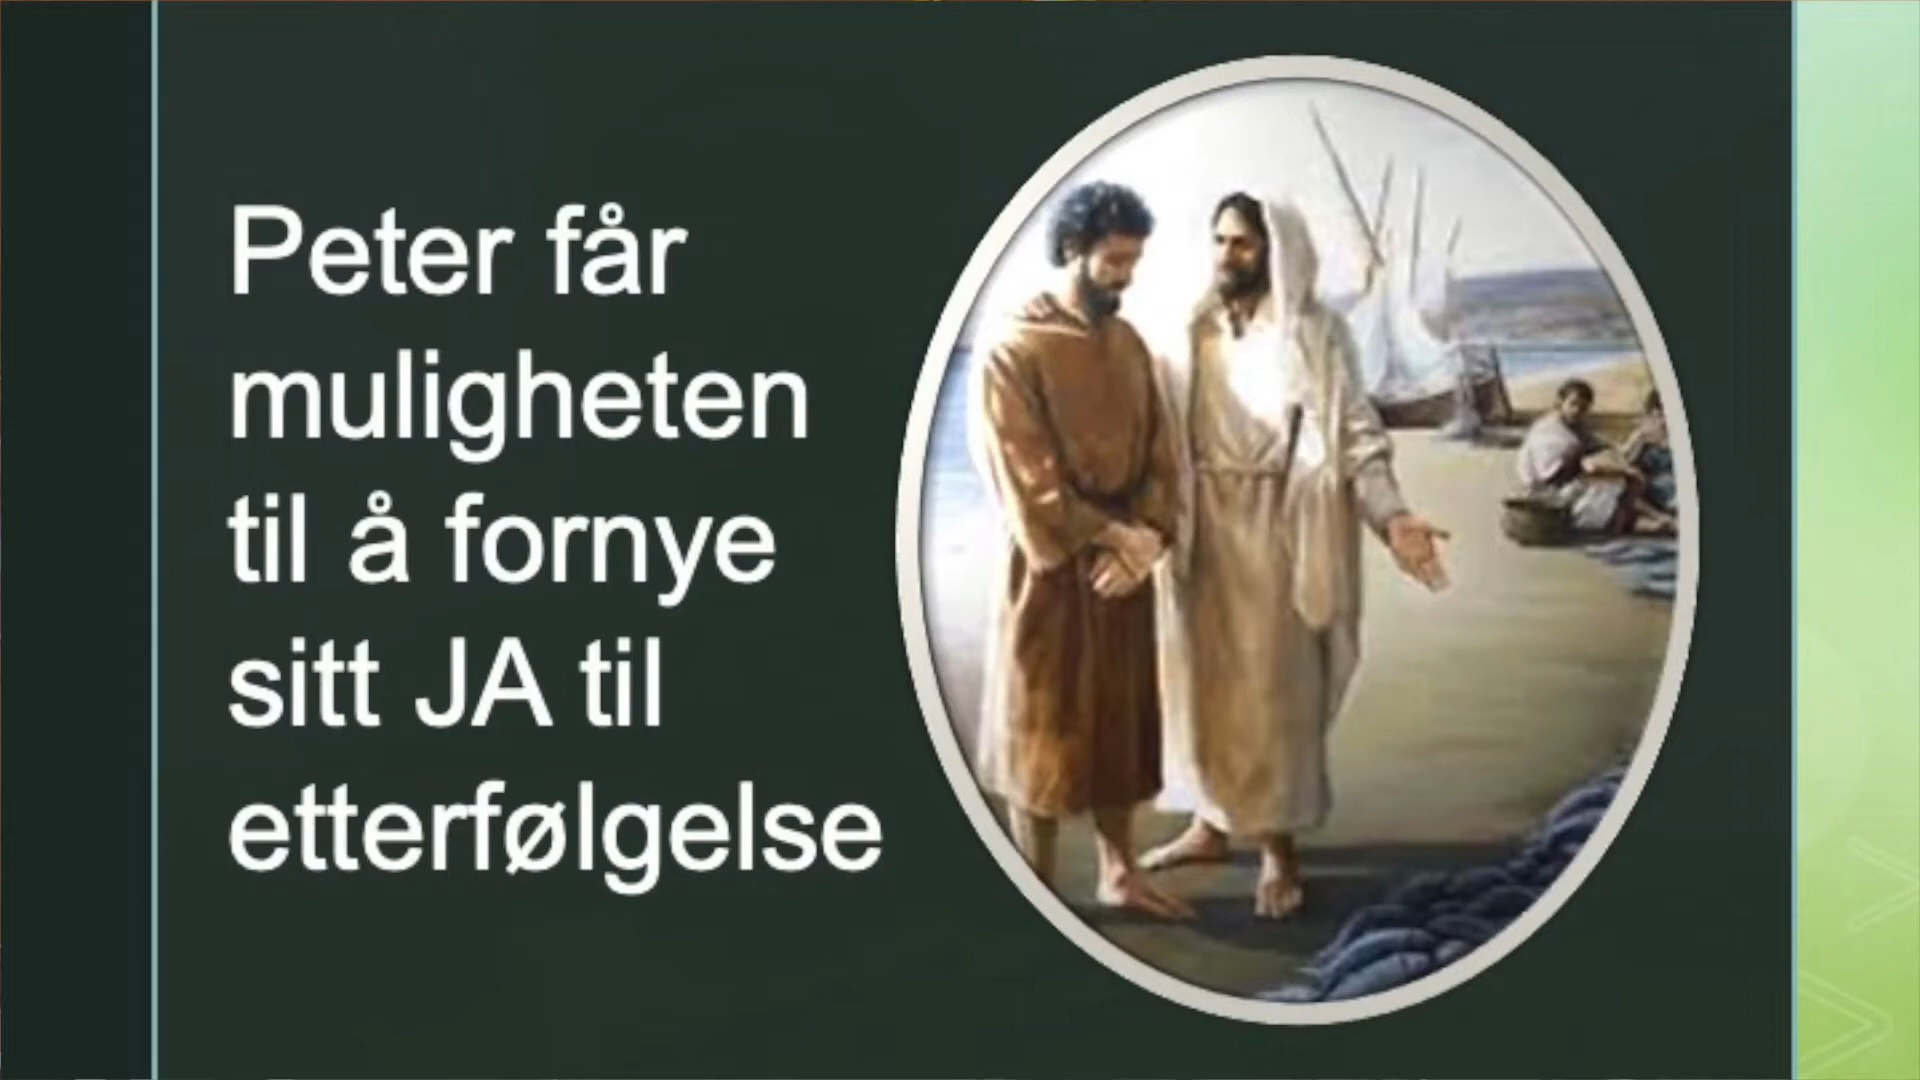 Peter får
muligheten
til å fornye
sitt JA til
etterfølgelse